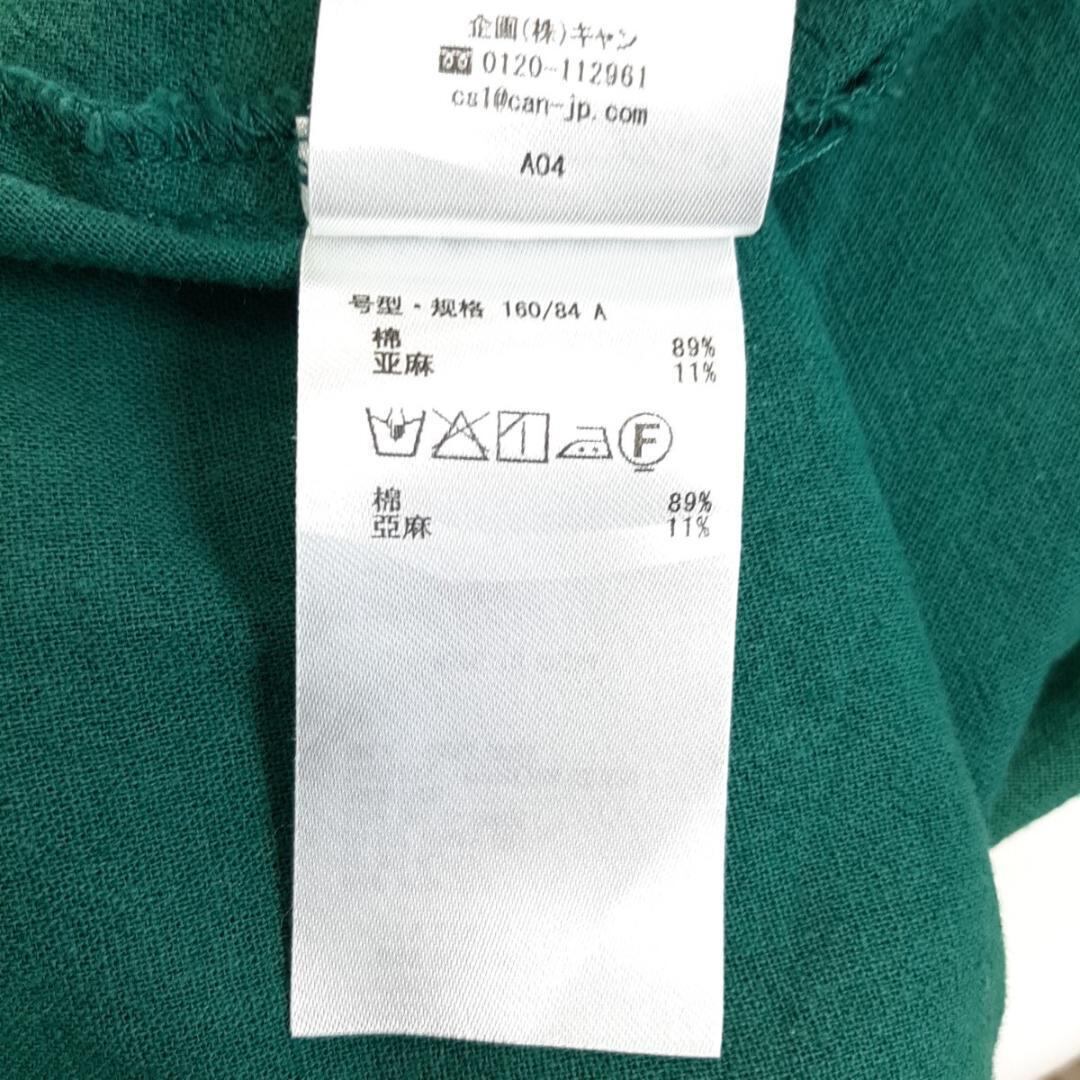 企画(株)キャン
0120-112961
cs1@can-jp.com
A04
号型・规格 160/84 A
棉 89%
亚麻 11%
F
棉 89%
亞麻 11%